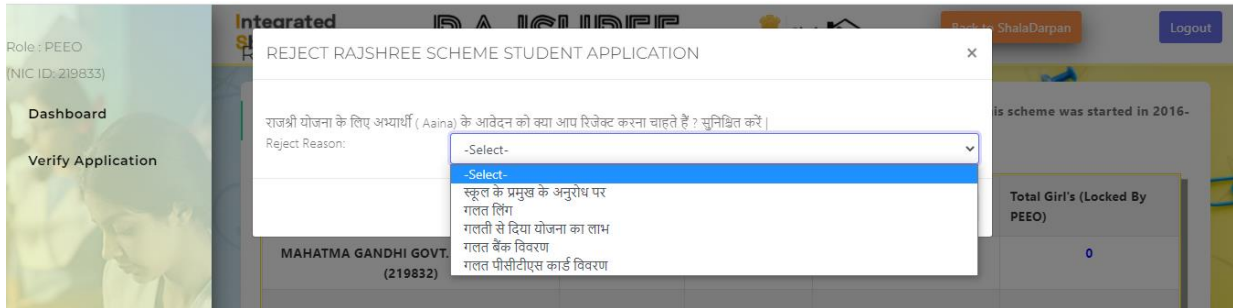 Integrated
Role : PEEO
(NIC ID: 219833)
Back to ShalaDarpan
Logout
REJECT RAJSHREE SCHEME STUDENT APPLICATION
×
Dashboard
Verify Application
is scheme was started in 2016-
राजश्री योजना के लिए अभ्यार्थी ( Aaina) के आवेदन को क्या आप रिजेक्ट करना चाहते हैं ? सुनिश्चित करें |
Reject Reason:
-Select-
-Select-
स्कूल के प्रमुख के अनुरोध पर
गलत लिंग
गलती से दिया योजना का लाभ
गलत बैंक विवरण
गलत पीसीटीएस कार्ड विवरण
Total Girl's (Locked By
PEEO)
MAHATMA GANDHI GOVT.
(219832)
0